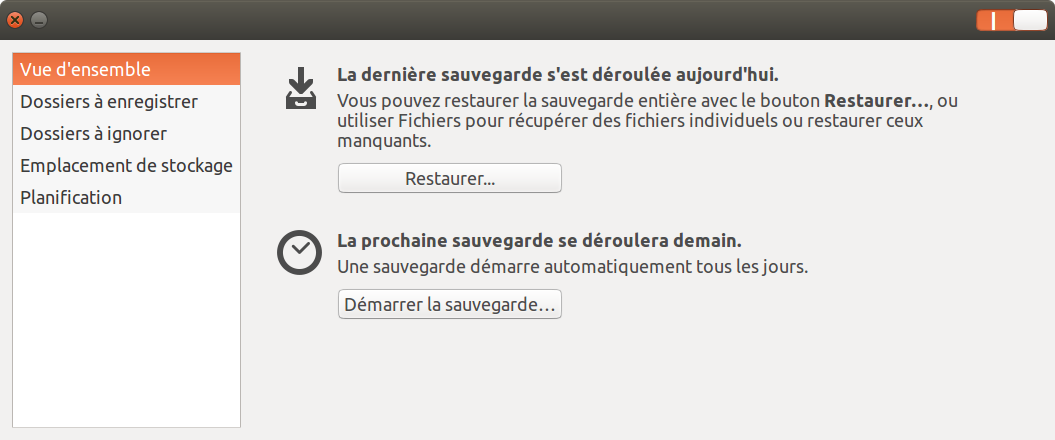 Vue d'ensemble
Dossiers à enregistrer
Dossiers à ignorer
Emplacement de stockage
Planification
La dernière sauvegarde s'est déroulée aujourd'hui.
Vous pouvez restaurer la sauvegarde entière avec le bouton Restaurer…, ou
utiliser Fichiers pour récupérer des fichiers individuels ou restaurer ceux
manquants.
Restaurer...
La prochaine sauvegarde se déroulera demain.
Une sauvegarde démarre automatiquement tous les jours.
Démarrer la sauvegarde…